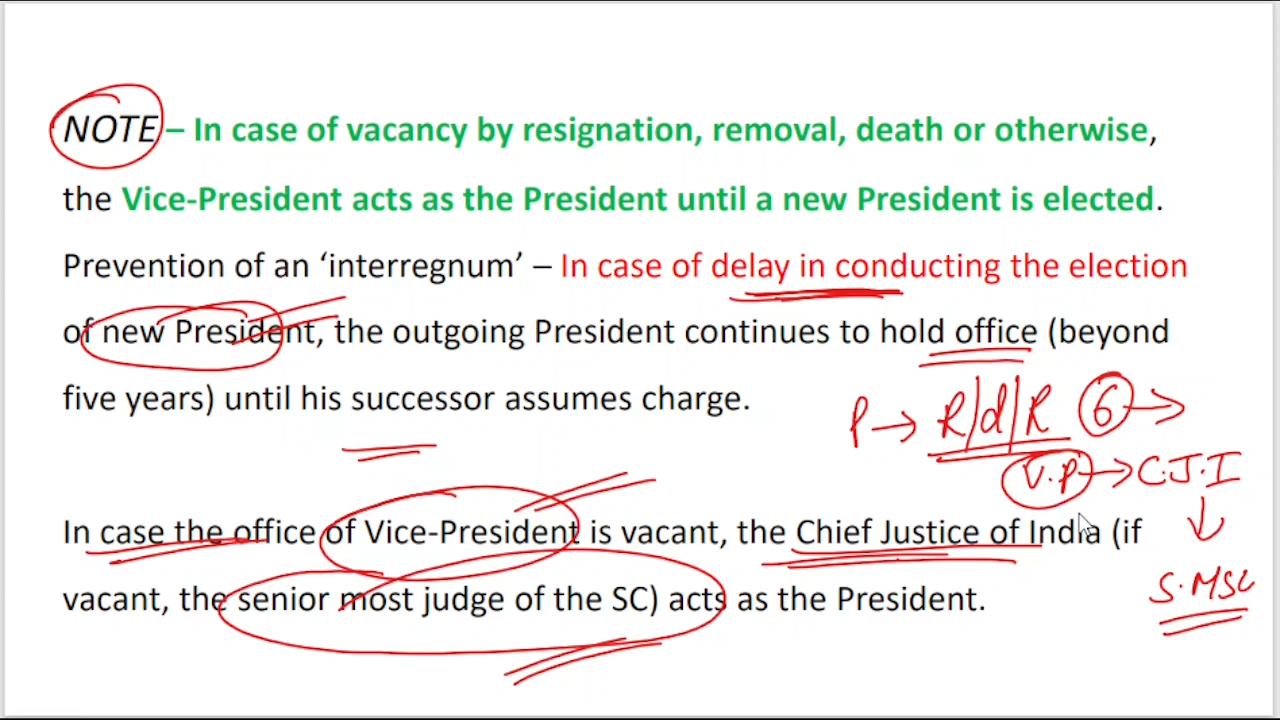 NOTE – In case of vacancy by resignation, removal, death or otherwise,
the Vice-President acts as the President until a new President is elected.
Prevention of an ‘interregnum’ – In case of delay in conducting the election
of new President, the outgoing President continues to hold office (beyond
five years) until his successor assumes charge.
P → R/d/R 6 →
V.P → C.J.I
↓
In case the office of Vice-President is vacant, the Chief Justice of India (if
vacant, the senior most judge of the SC) acts as the President.
S.MSC